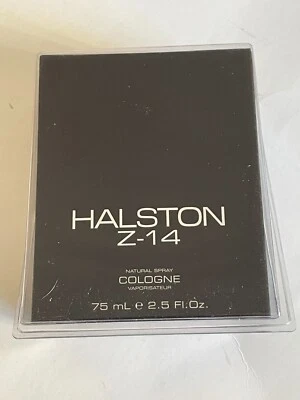 HALSTON
Z-14
NATURAL SPRAY
COLOGNE
VAPORISATEUR
75 mL e 2.5 Fl.Oz.